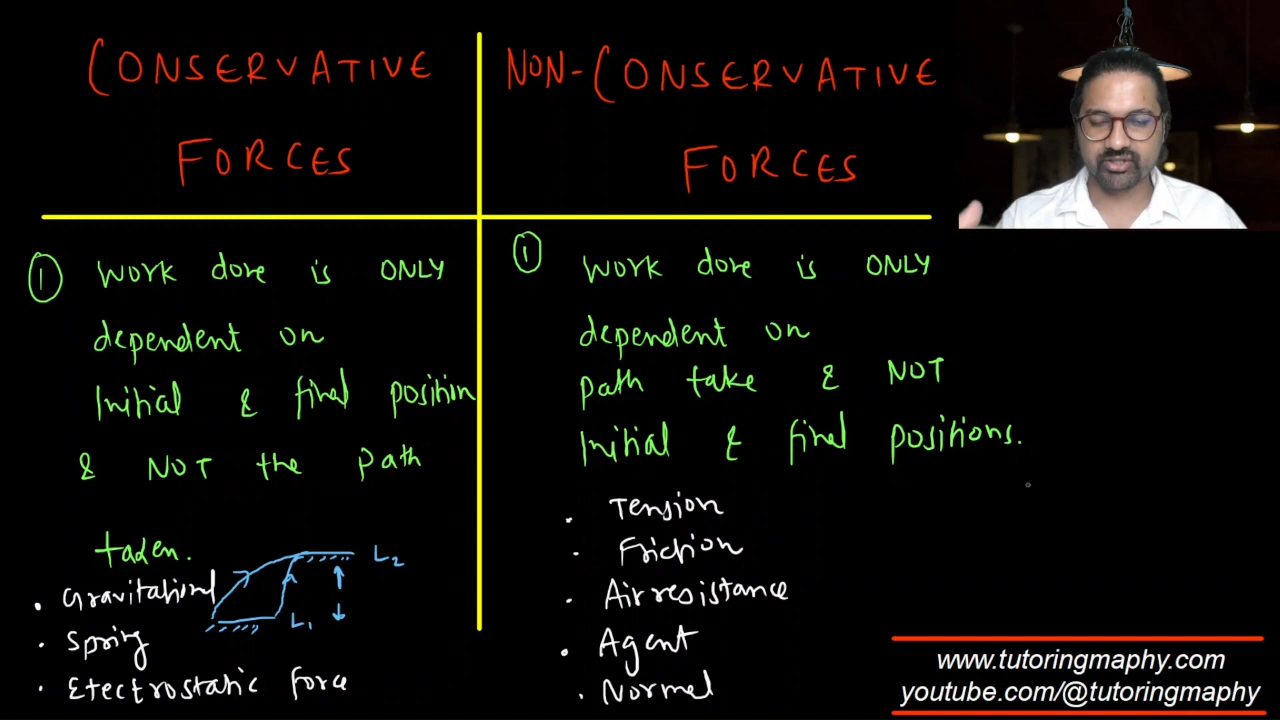 CONSERVATIVE
FORCES
① Work done is ONLY
dependent on
Initial & final position
& NOT the path
taken.
• Gravitational
• Spring
• Electrostatic force
L2
L1
NON-CONSERVATIVE
FORCES
① Work done is ONLY
dependent on
path take & NOT
Initial & final positions.
• Tension
• Friction
• Air resistance
• Agent
• Normal
www.tutoringmaphy.com
youtube.com/@tutoringmaphy